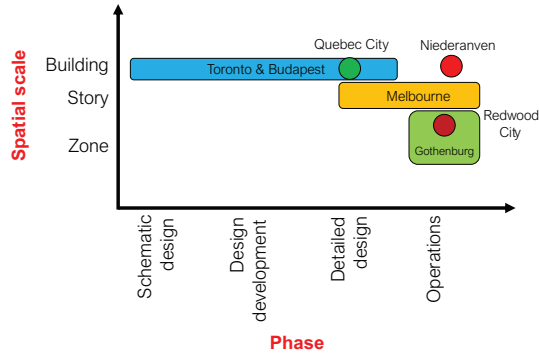 Spatial scale
Building
Story
Zone
Quebec City
Niederanven
Toronto & Budapest
Melbourne
Redwood
City
Gothenburg
Schematic
design
Design
development
Detailed
design
Operations
Phase